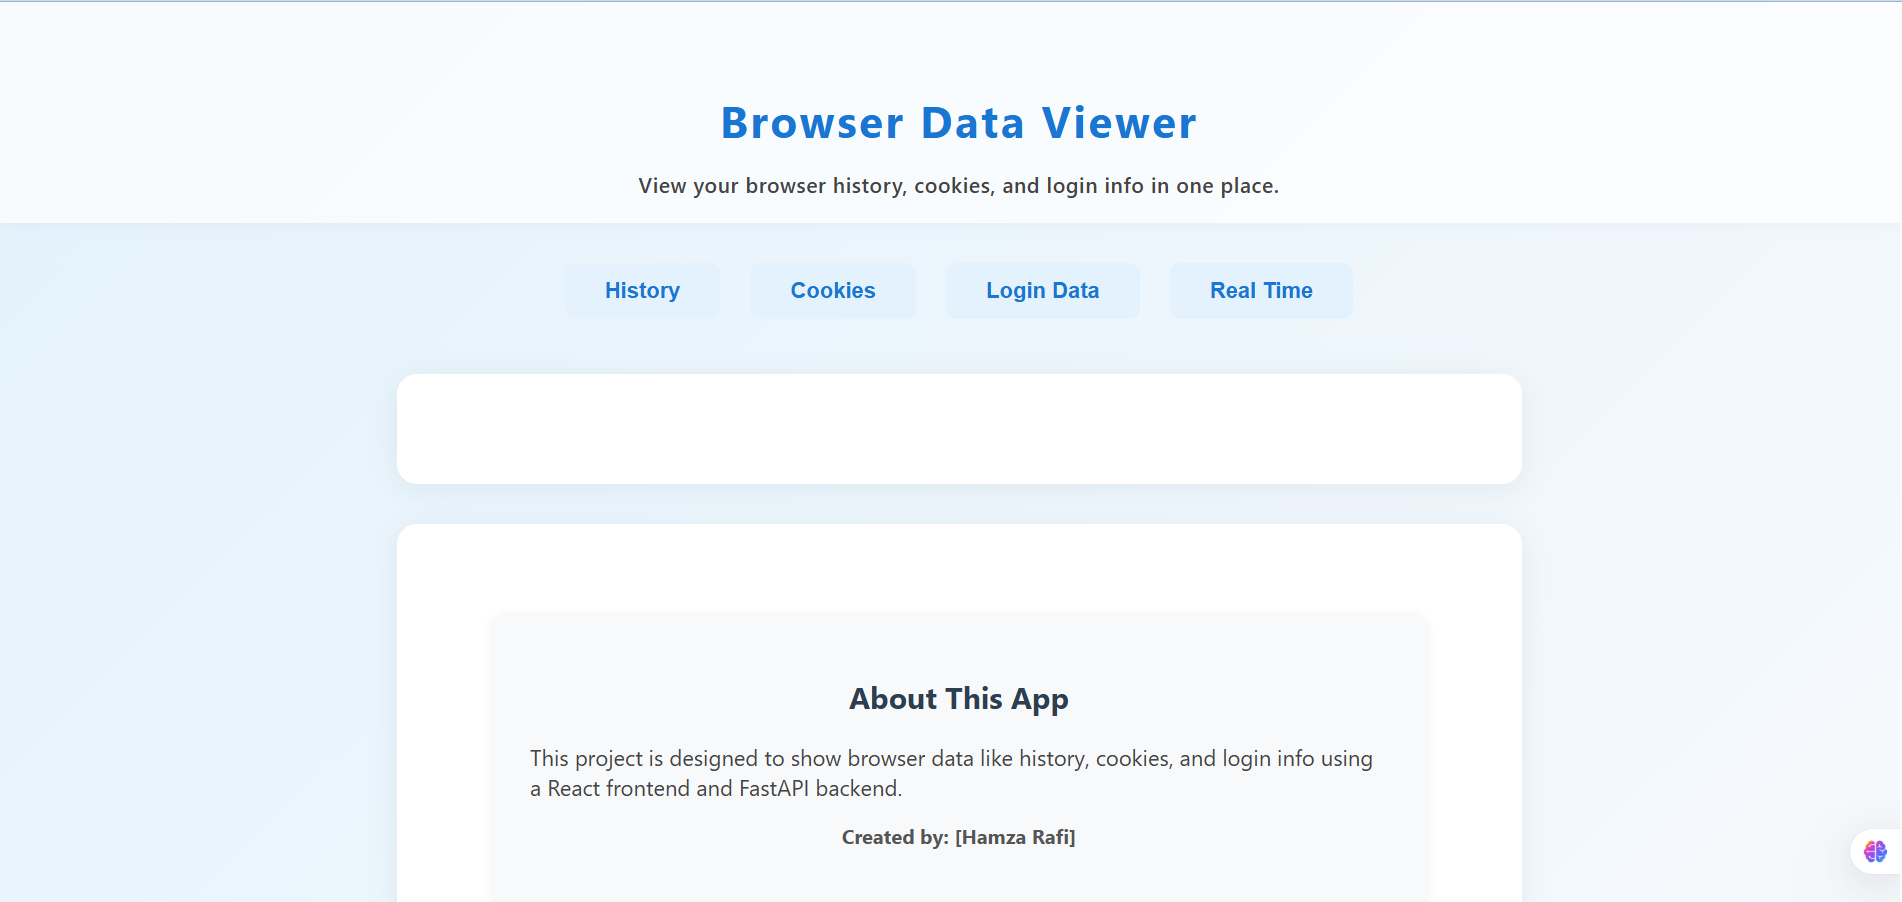 Browser Data Viewer
View your browser history, cookies, and login info in one place.
History
Cookies
Login Data
Real Time
About This App
This project is designed to show browser data like history, cookies, and login info using
a React frontend and FastAPI backend.
Created by: [Hamza Rafi]